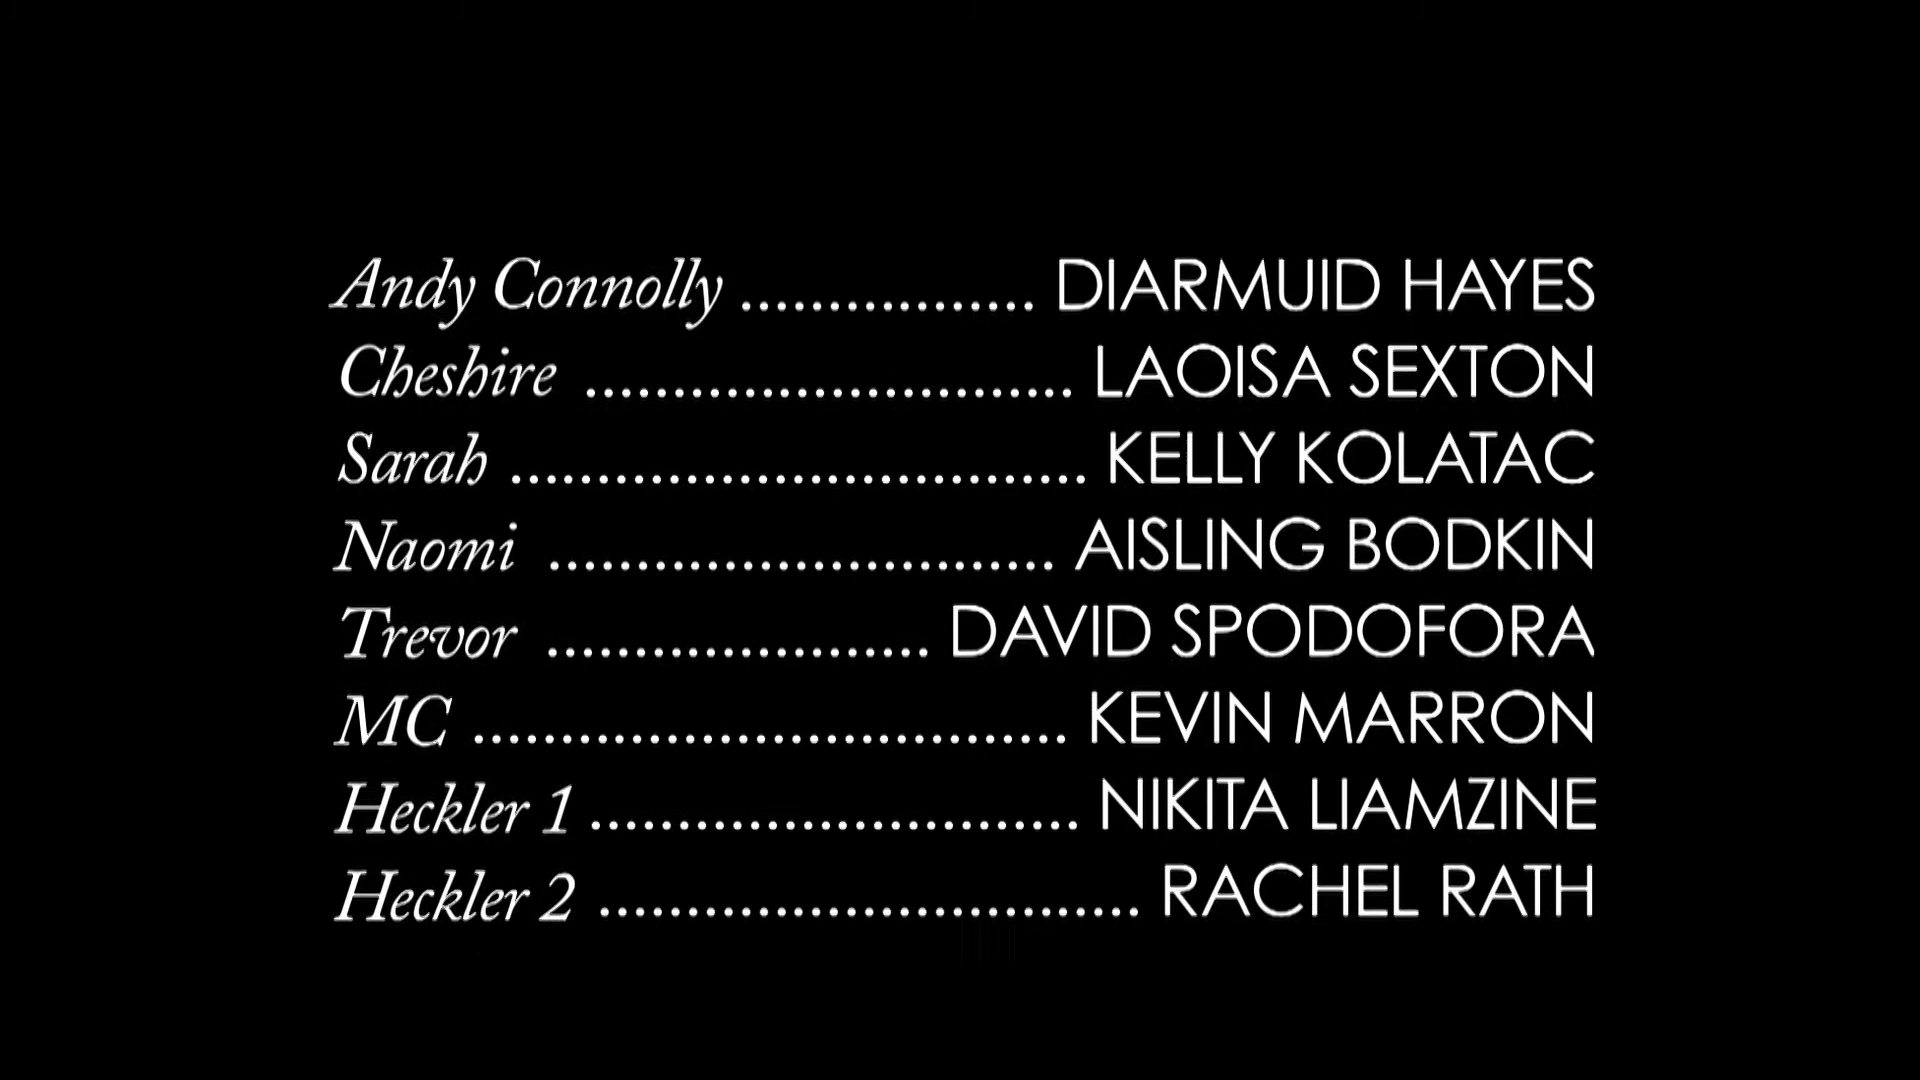 Andy Connolly ................. DIARMUID HAYES
Cheshire ............................ LAOISA SEXTON
Sarah ................................. KELLY KOLATAC
Naomi ............................. AISLING BODKIN
Trevor ...................... DAVID SPODOFORA
MC .................................. KEVIN MARRON
Heckler 1 ............................ NIKITA LIAMZINE
Heckler 2 ............................... RACHEL RATH